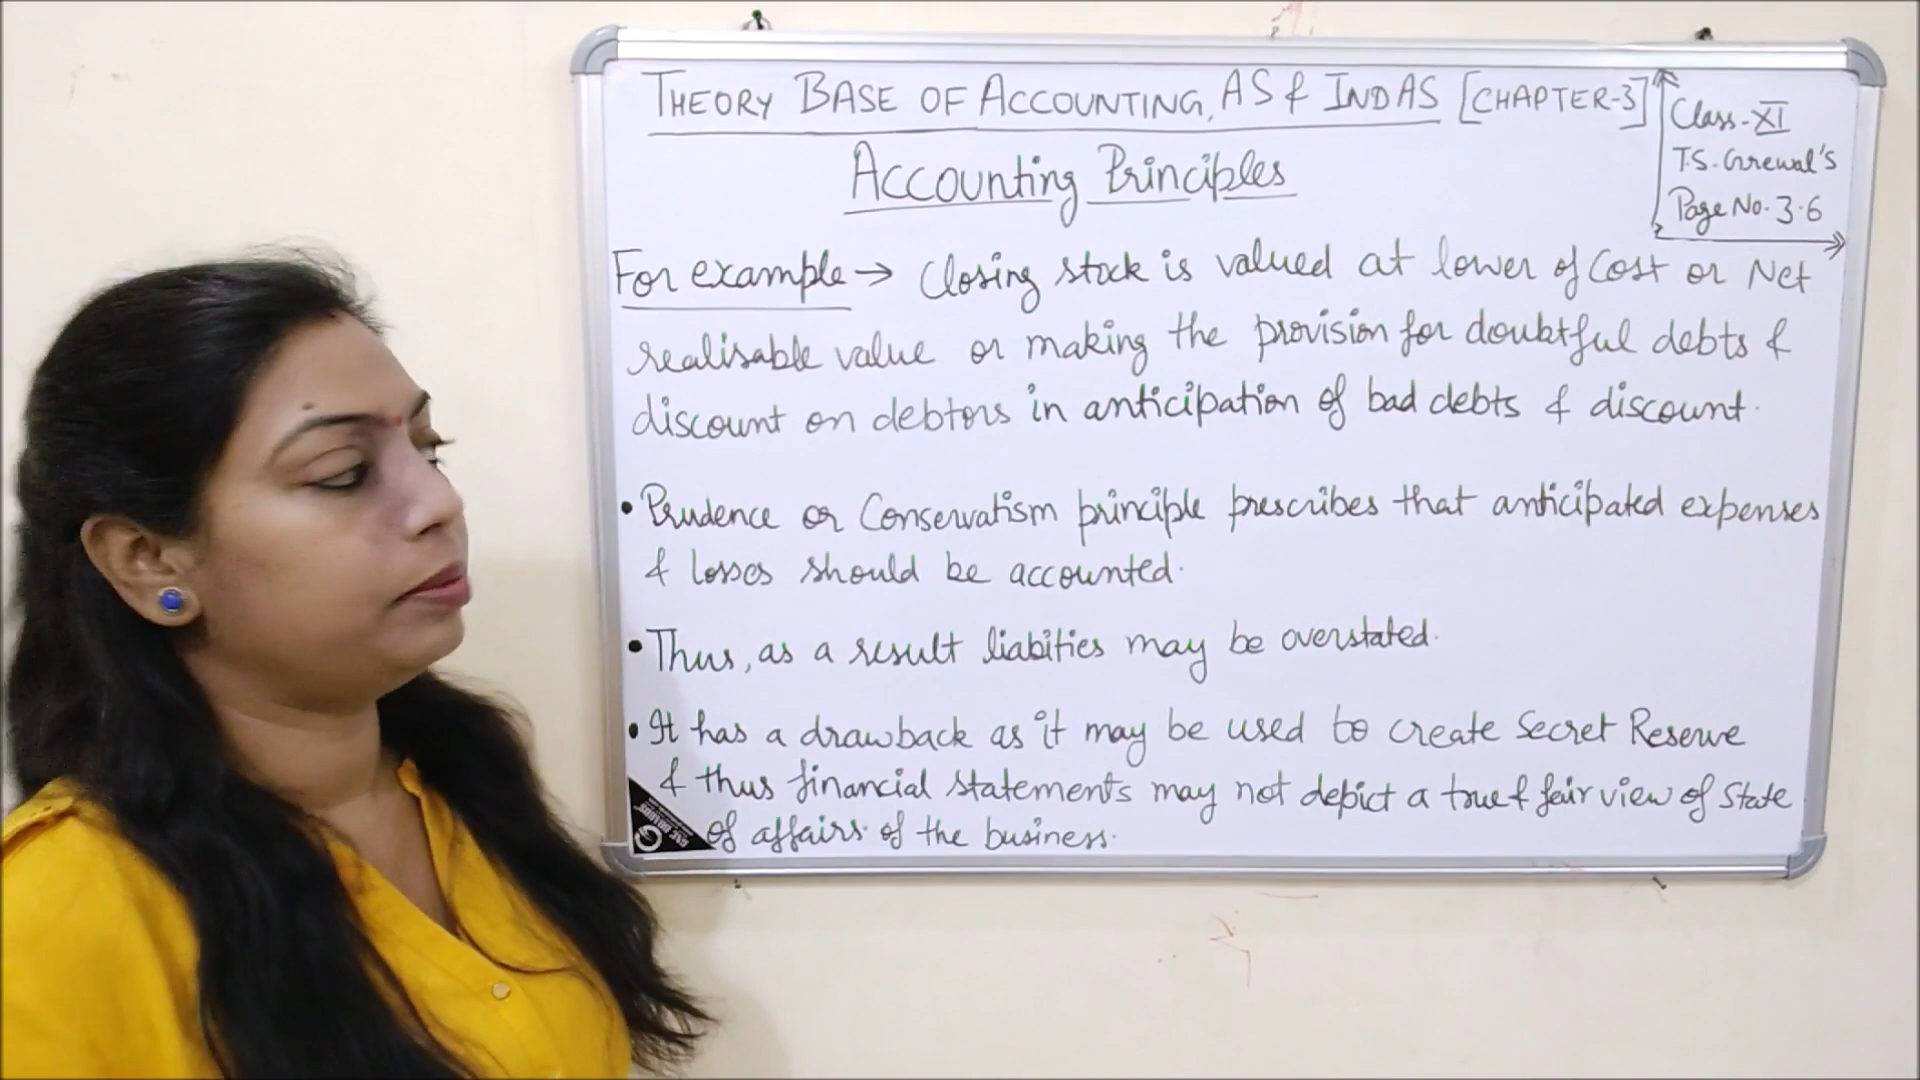 THEORY BASE OF ACCOUNTING, AS & IND AS [CHAPTER-3]
Class-XI
T.S. Grewal's
Page No. 3.6
Accounting Principles
For example → Closing stock is valued at lower of Cost or Net
realisable value or making the provision for doubtful debts &
discount on debtors in anticipation of bad debts & discount.
• Prudence or Conservatism principle prescribes that anticipated expenses
& losses should be accounted.
• Thus, as a result liabities may be overstated.
• It has a drawback as it may be used to create Secret Reserve
& thus financial statements may not depict a true & fair view of State
of affairs of the business.